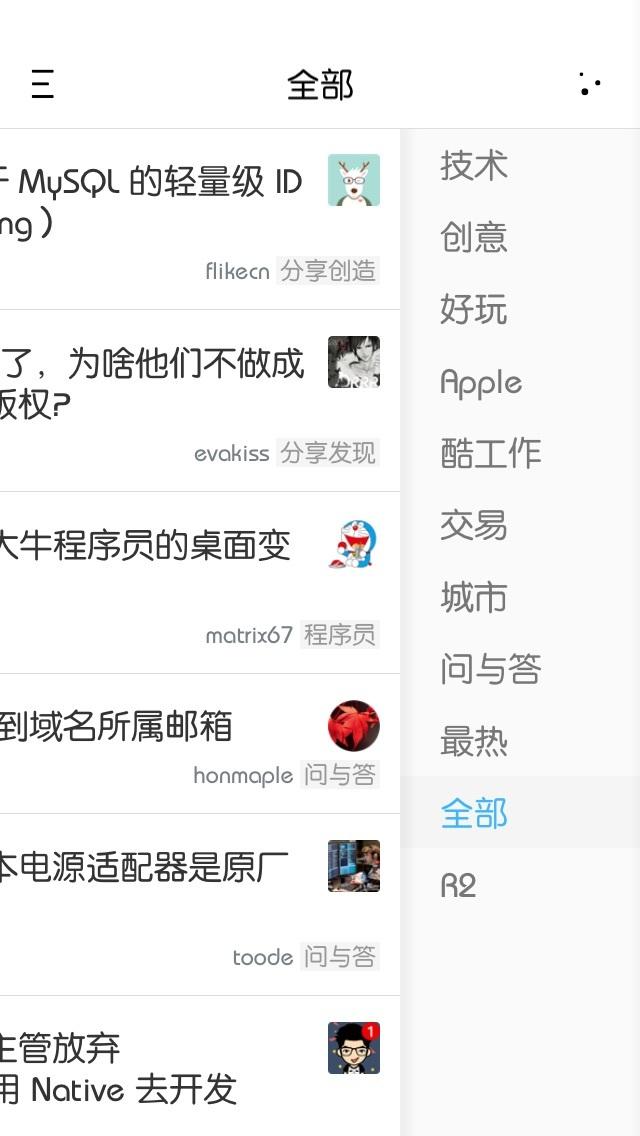 全部
MySQL 的轻量级 ID
ng）
flikecn 分享创造
了，为啥他们不做成
版权?
evakiss 分享发现
大牛程序员的桌面变
matrix67 程序员
到域名所属邮箱
honmaple 问与答
本电源适配器是原厂
toode 问与答
主管放弃
用 Native 去开发
1
技术
创意
好玩
Apple
酷工作
交易
城市
问与答
最热
全部
R2